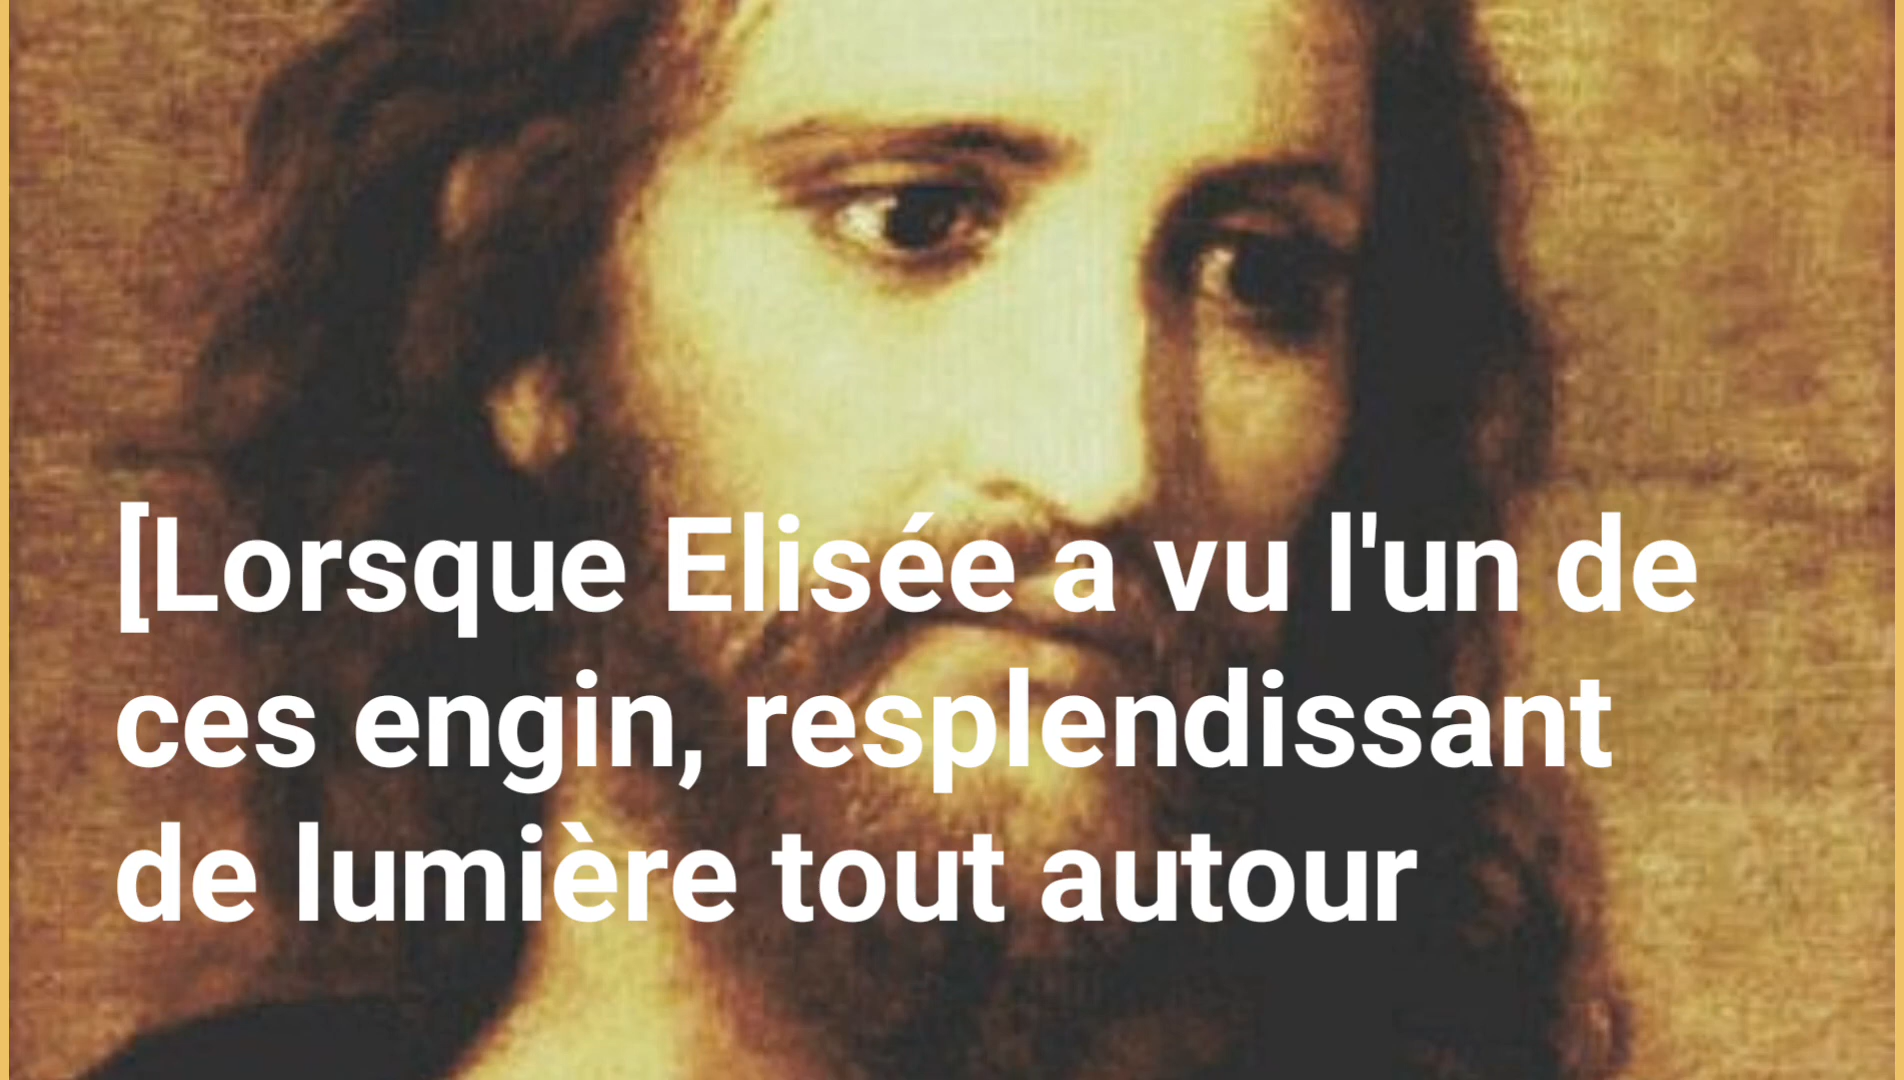 [Lorsque Elisée a vu l'un de
ces engin, resplendissant
de lumière tout autour